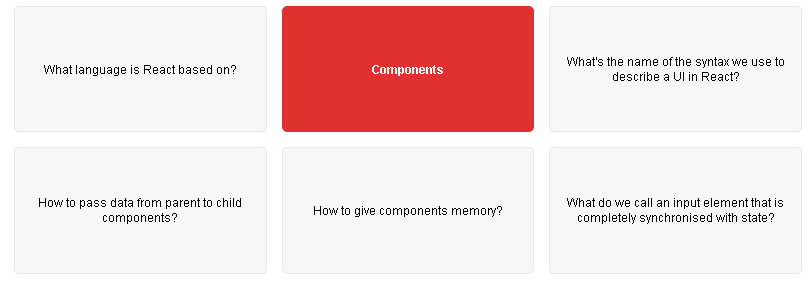 What language is React based on?
Components
What's the name of the syntax we use to
describe a UI in React?
How to pass data from parent to child
components?
How to give components memory?
What do we call an input element that is
completely synchronised with state?